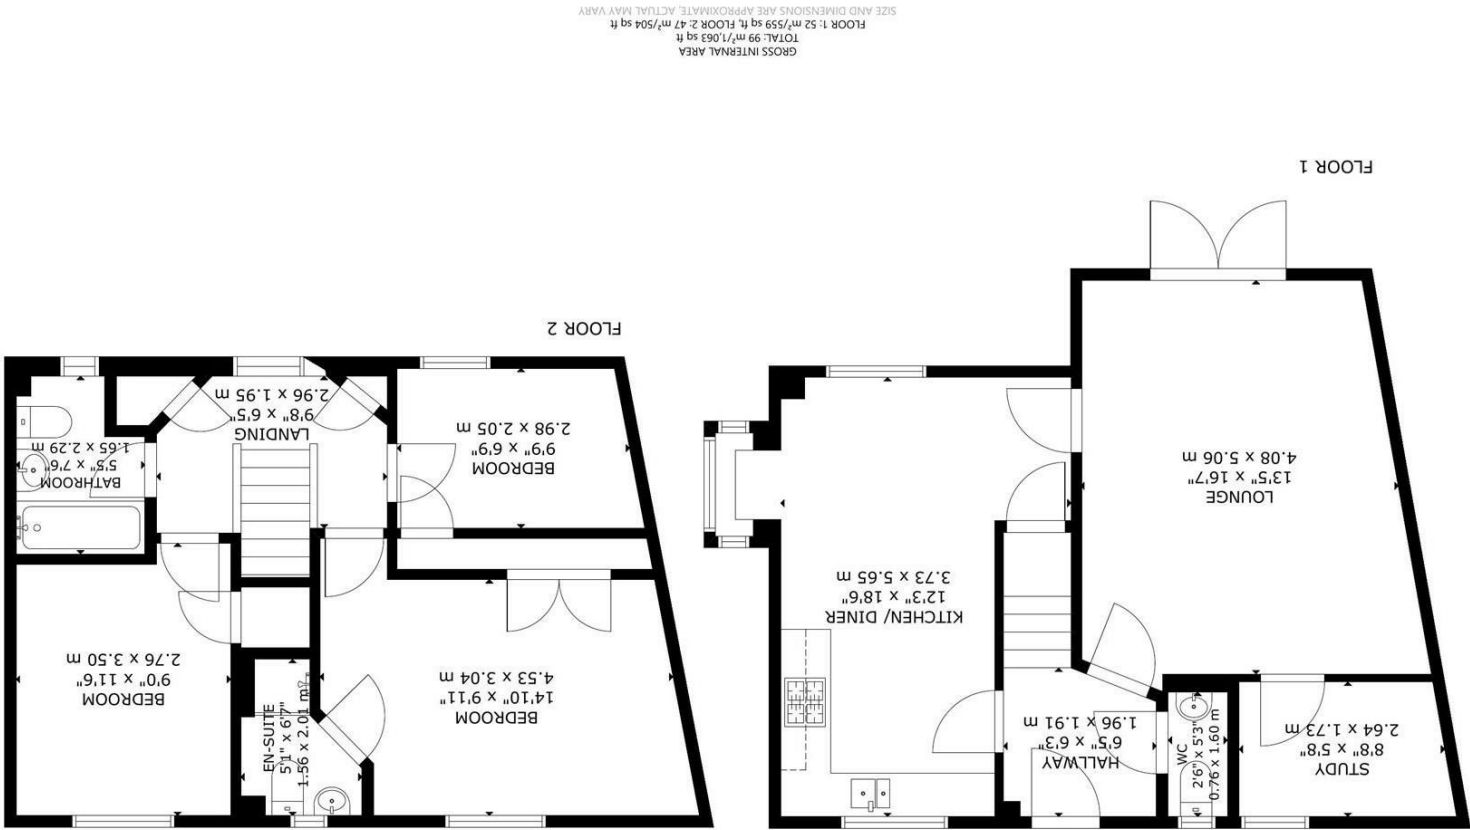 GROSS INTERNAL AREA
TOTAL: 99 m²/1,063 sq ft
FLOOR 1: 52 m²/559 sq ft, FLOOR 2: 47 m²/504 sq ft
SIZE AND DIMENSIONS ARE APPROXIMATE, ACTUAL MAY VARY
FLOOR 1
STUDY
8'8" x 5'8"
2.64 x 1.73 m
WC
2'6" x 5'3"
0.76 x 1.60 m
HALLWAY
6'5" x 6'3"
1.96 x 1.91 m
KITCHEN/ DINER
12'3" x 18'6"
3.73 x 5.65 m
LOUNGE
13'5" x 16'7"
4.08 x 5.06 m
FLOOR 2
BEDROOM
14'10" x 9'11"
4.53 x 3.04 m
EN-SUITE
5'1" x 6'7"
1.56 x 2.01 m
BEDROOM
9'0" x 11'6"
2.76 x 3.50 m
BEDROOM
9'9" x 6'9"
2.98 x 2.05 m
LANDING
9'8" x 6'5"
2.96 x 1.95 m
BATHROOM
5'5" x 7'6"
1.65 x 2.29 m